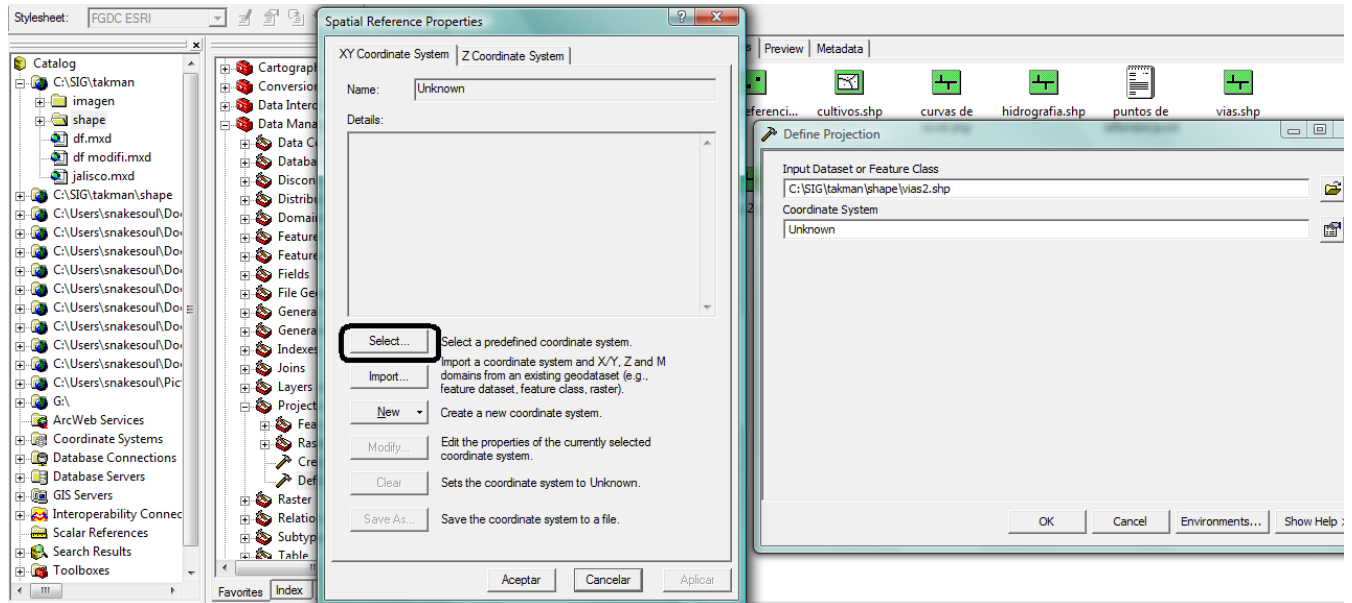 Stylesheet: FGDC ESRI
Catalog
C:\SIG\takman
imagen
shape
df.mxd
df modifi.mxd
jalisco.mxd
C:\SIG\takman\shape
C:\Users\snakesoul\Do
C:\Users\snakesoul\Do
C:\Users\snakesoul\Do
C:\Users\snakesoul\Do
C:\Users\snakesoul\Do
C:\Users\snakesoul\Do
C:\Users\snakesoul\Do
C:\Users\snakesoul\Do
C:\Users\snakesoul\Do
C:\Users\snakesoul\Pic
G:\
ArcWeb Services
Coordinate Systems
Database Connections
Database Servers
GIS Servers
Interoperability Connec
Scalar References
Search Results
Toolboxes
Cartograph
Conversion
Data Interc
Data Mana
Data C
Databa
Discon
Distribu
Domai
Feature
Feature
Fields
File Ge
Genera
Genera
Indexes
Joins
Layers
Project
Fea
Ras
Cre
Def
Raster
Relatio
Subtyp
Table
Favorites Index
Spatial Reference Properties
XY Coordinate System Z Coordinate System
Name: Unknown
Details:
Select... Select a predefined coordinate system.
Import... Import a coordinate system and X/Y, Z and M
domains from an existing geodataset (e.g.,
feature dataset, feature class, raster).
New Create a new coordinate system.
Modify... Edit the properties of the currently selected
coordinate system.
Clear Sets the coordinate system to Unknown.
Save As... Save the coordinate system to a file.
Aceptar Cancelar Aplicar
s Preview Metadata
eferenci... cultivos.shp curvas de hidrografia.shp puntos de vias.shp
Define Projection
Input Dataset or Feature Class
C:\SIG\takman\shape\vias2.shp
Coordinate System
Unknown
OK Cancel Environments... Show Help >